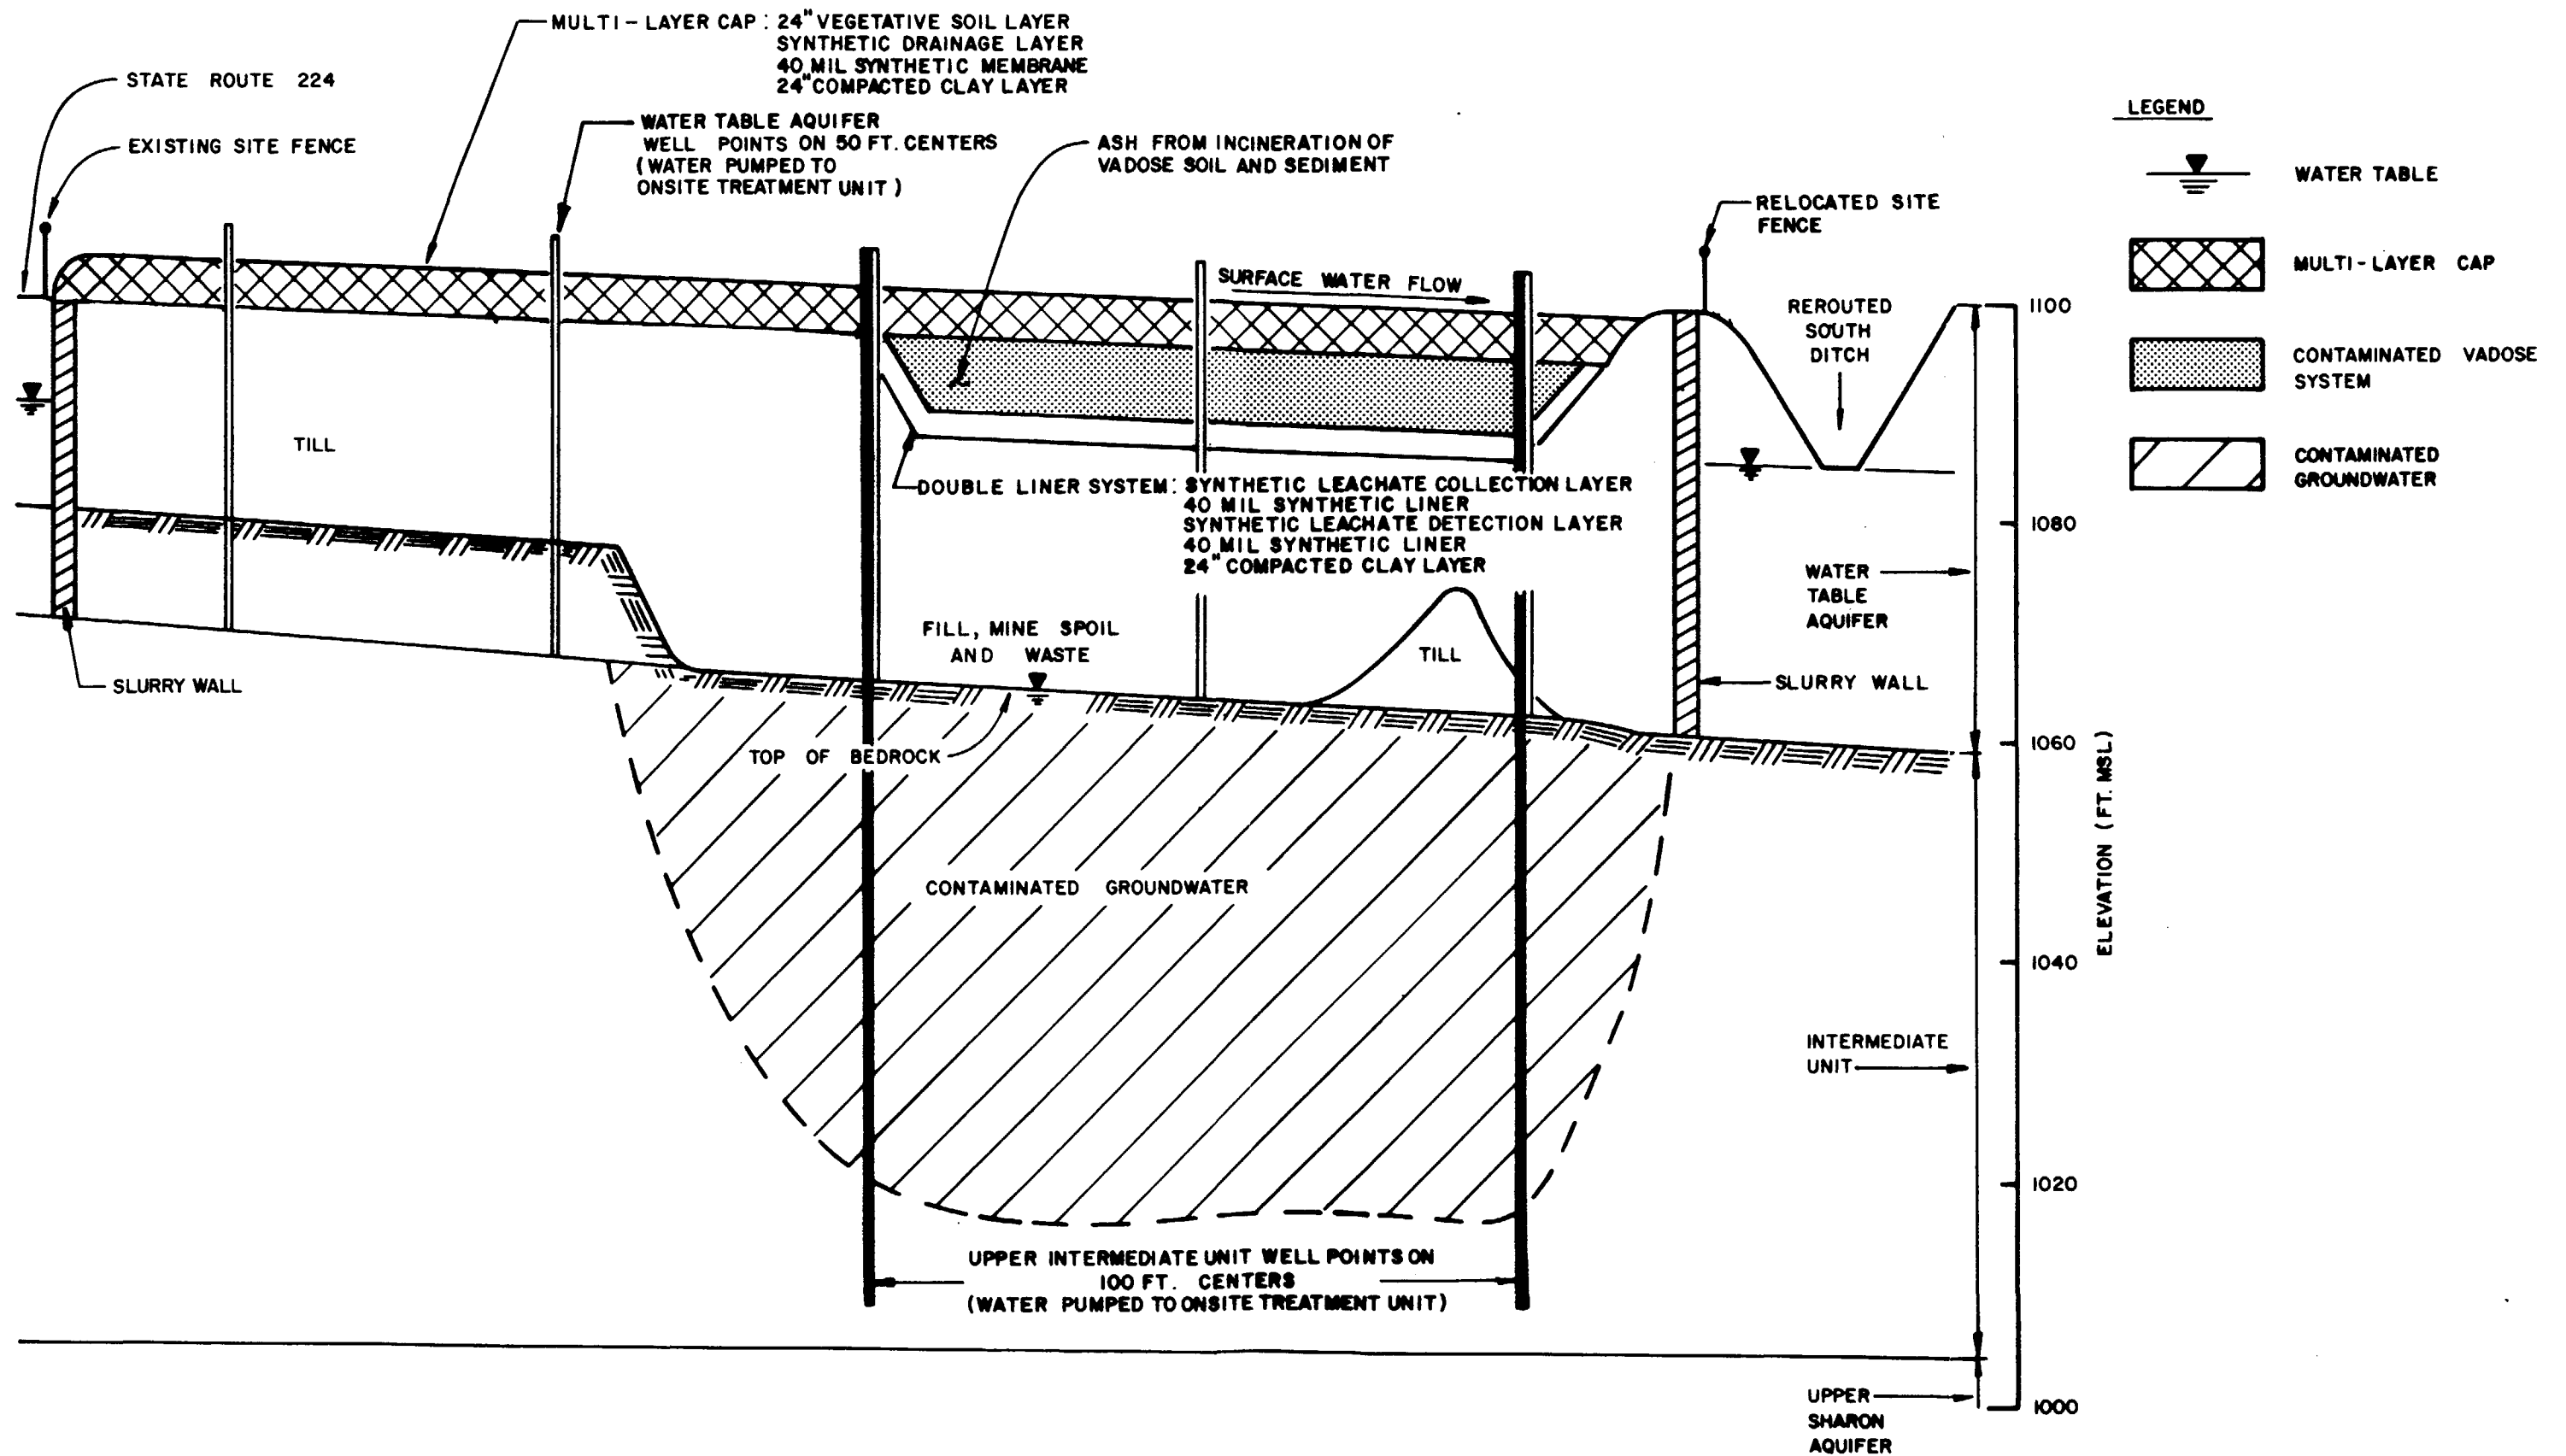 MULTI-LAYER CAP: 24" VEGETATIVE SOIL LAYER
SYNTHETIC DRAINAGE LAYER
40 MIL SYNTHETIC MEMBRANE
24" COMPACTED CLAY LAYER
STATE ROUTE 224
EXISTING SITE FENCE
WATER TABLE AQUIFER
WELL POINTS ON 50 FT. CENTERS
(WATER PUMPED TO
ONSITE TREATMENT UNIT)
ASH FROM INCINERATION OF
VADOSE SOIL AND SEDIMENT
RELOCATED SITE
FENCE
SURFACE WATER FLOW
REROUTED
SOUTH
DITCH
TILL
DOUBLE LINER SYSTEM: SYNTHETIC LEACHATE COLLECTION LAYER
40 MIL SYNTHETIC LINER
SYNTHETIC LEACHATE DETECTION LAYER
40 MIL SYNTHETIC LINER
24" COMPACTED CLAY LAYER
WATER
TABLE
AQUIFER
FILL, MINE SPOIL
AND WASTE
TILL
SLURRY WALL
SLURRY WALL
TOP OF BEDROCK
CONTAMINATED GROUNDWATER
INTERMEDIATE
UNIT
UPPER INTERMEDIATE UNIT WELL POINTS ON
100 FT. CENTERS
(WATER PUMPED TO ONSITE TREATMENT UNIT)
UPPER
SHARON
AQUIFER
1100
1080
1060
1040
1020
1000
ELEVATION (FT. MSL)
LEGEND
WATER TABLE
MULTI-LAYER CAP
CONTAMINATED VADOSE
SYSTEM
CONTAMINATED
GROUNDWATER